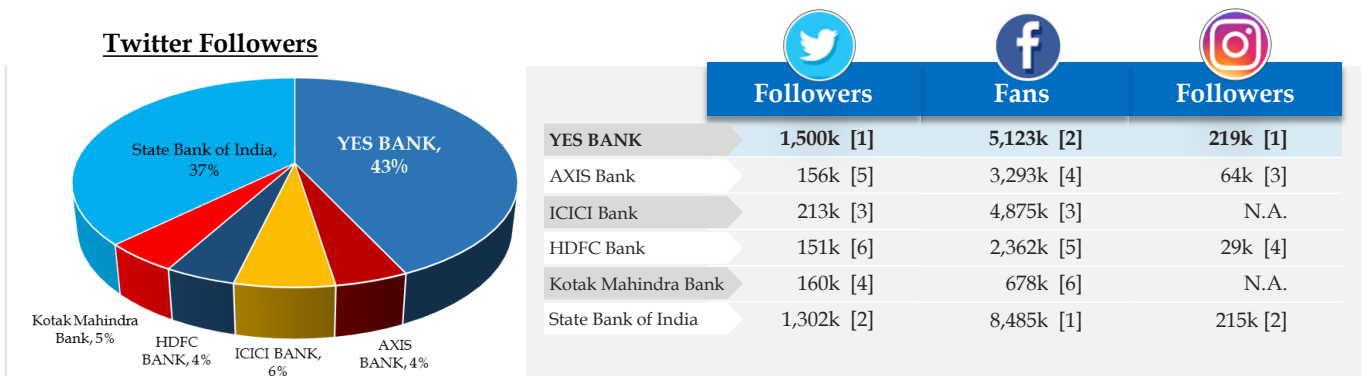 Twitter Followers
YES BANK,
43%
State Bank of India,
37%
Kotak Mahindra
Bank, 5%
HDFC
BANK, 4%
ICICI BANK,
6%
AXIS
BANK, 4%
Followers Fans Followers
YES BANK 1,500k [1] 5,123k [2] 219k [1]
AXIS Bank 156k [5] 3,293k [4] 64k [3]
ICICI Bank 213k [3] 4,875k [3] N.A.
HDFC Bank 151k [6] 2,362k [5] 29k [4]
Kotak Mahindra Bank 160k [4] 678k [6] N.A.
State Bank of India 1,302k [2] 8,485k [1] 215k [2]